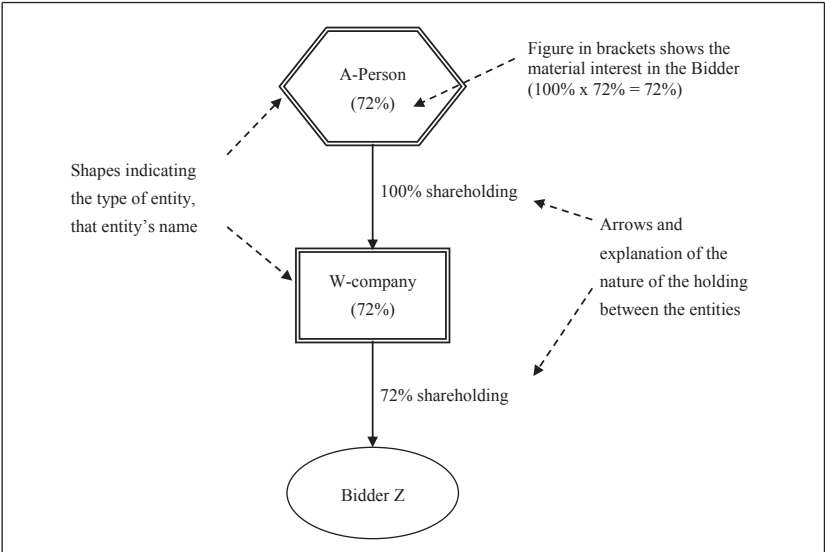 A-Person
(72%)
Figure in brackets shows the
material interest in the Bidder
(100% x 72% = 72%)
Shapes indicating
the type of entity,
that entity’s name
100% shareholding
Arrows and
explanation of the
nature of the holding
between the entities
W-company
(72%)
72% shareholding
Bidder Z